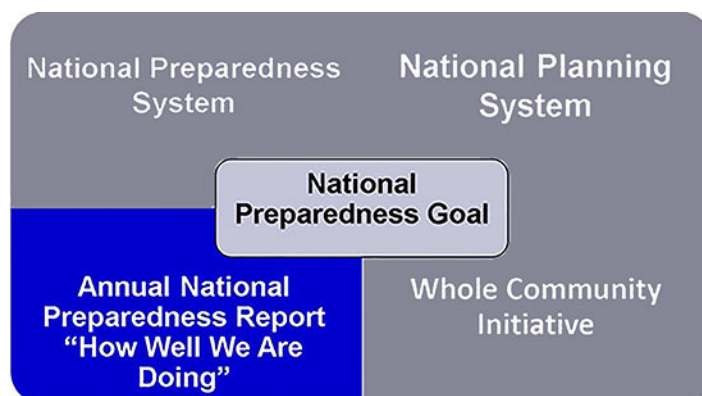 National Preparedness
System
National Planning
System
National
Preparedness Goal
Annual National
Preparedness Report
“How Well We Are
Doing”
Whole Community
Initiative